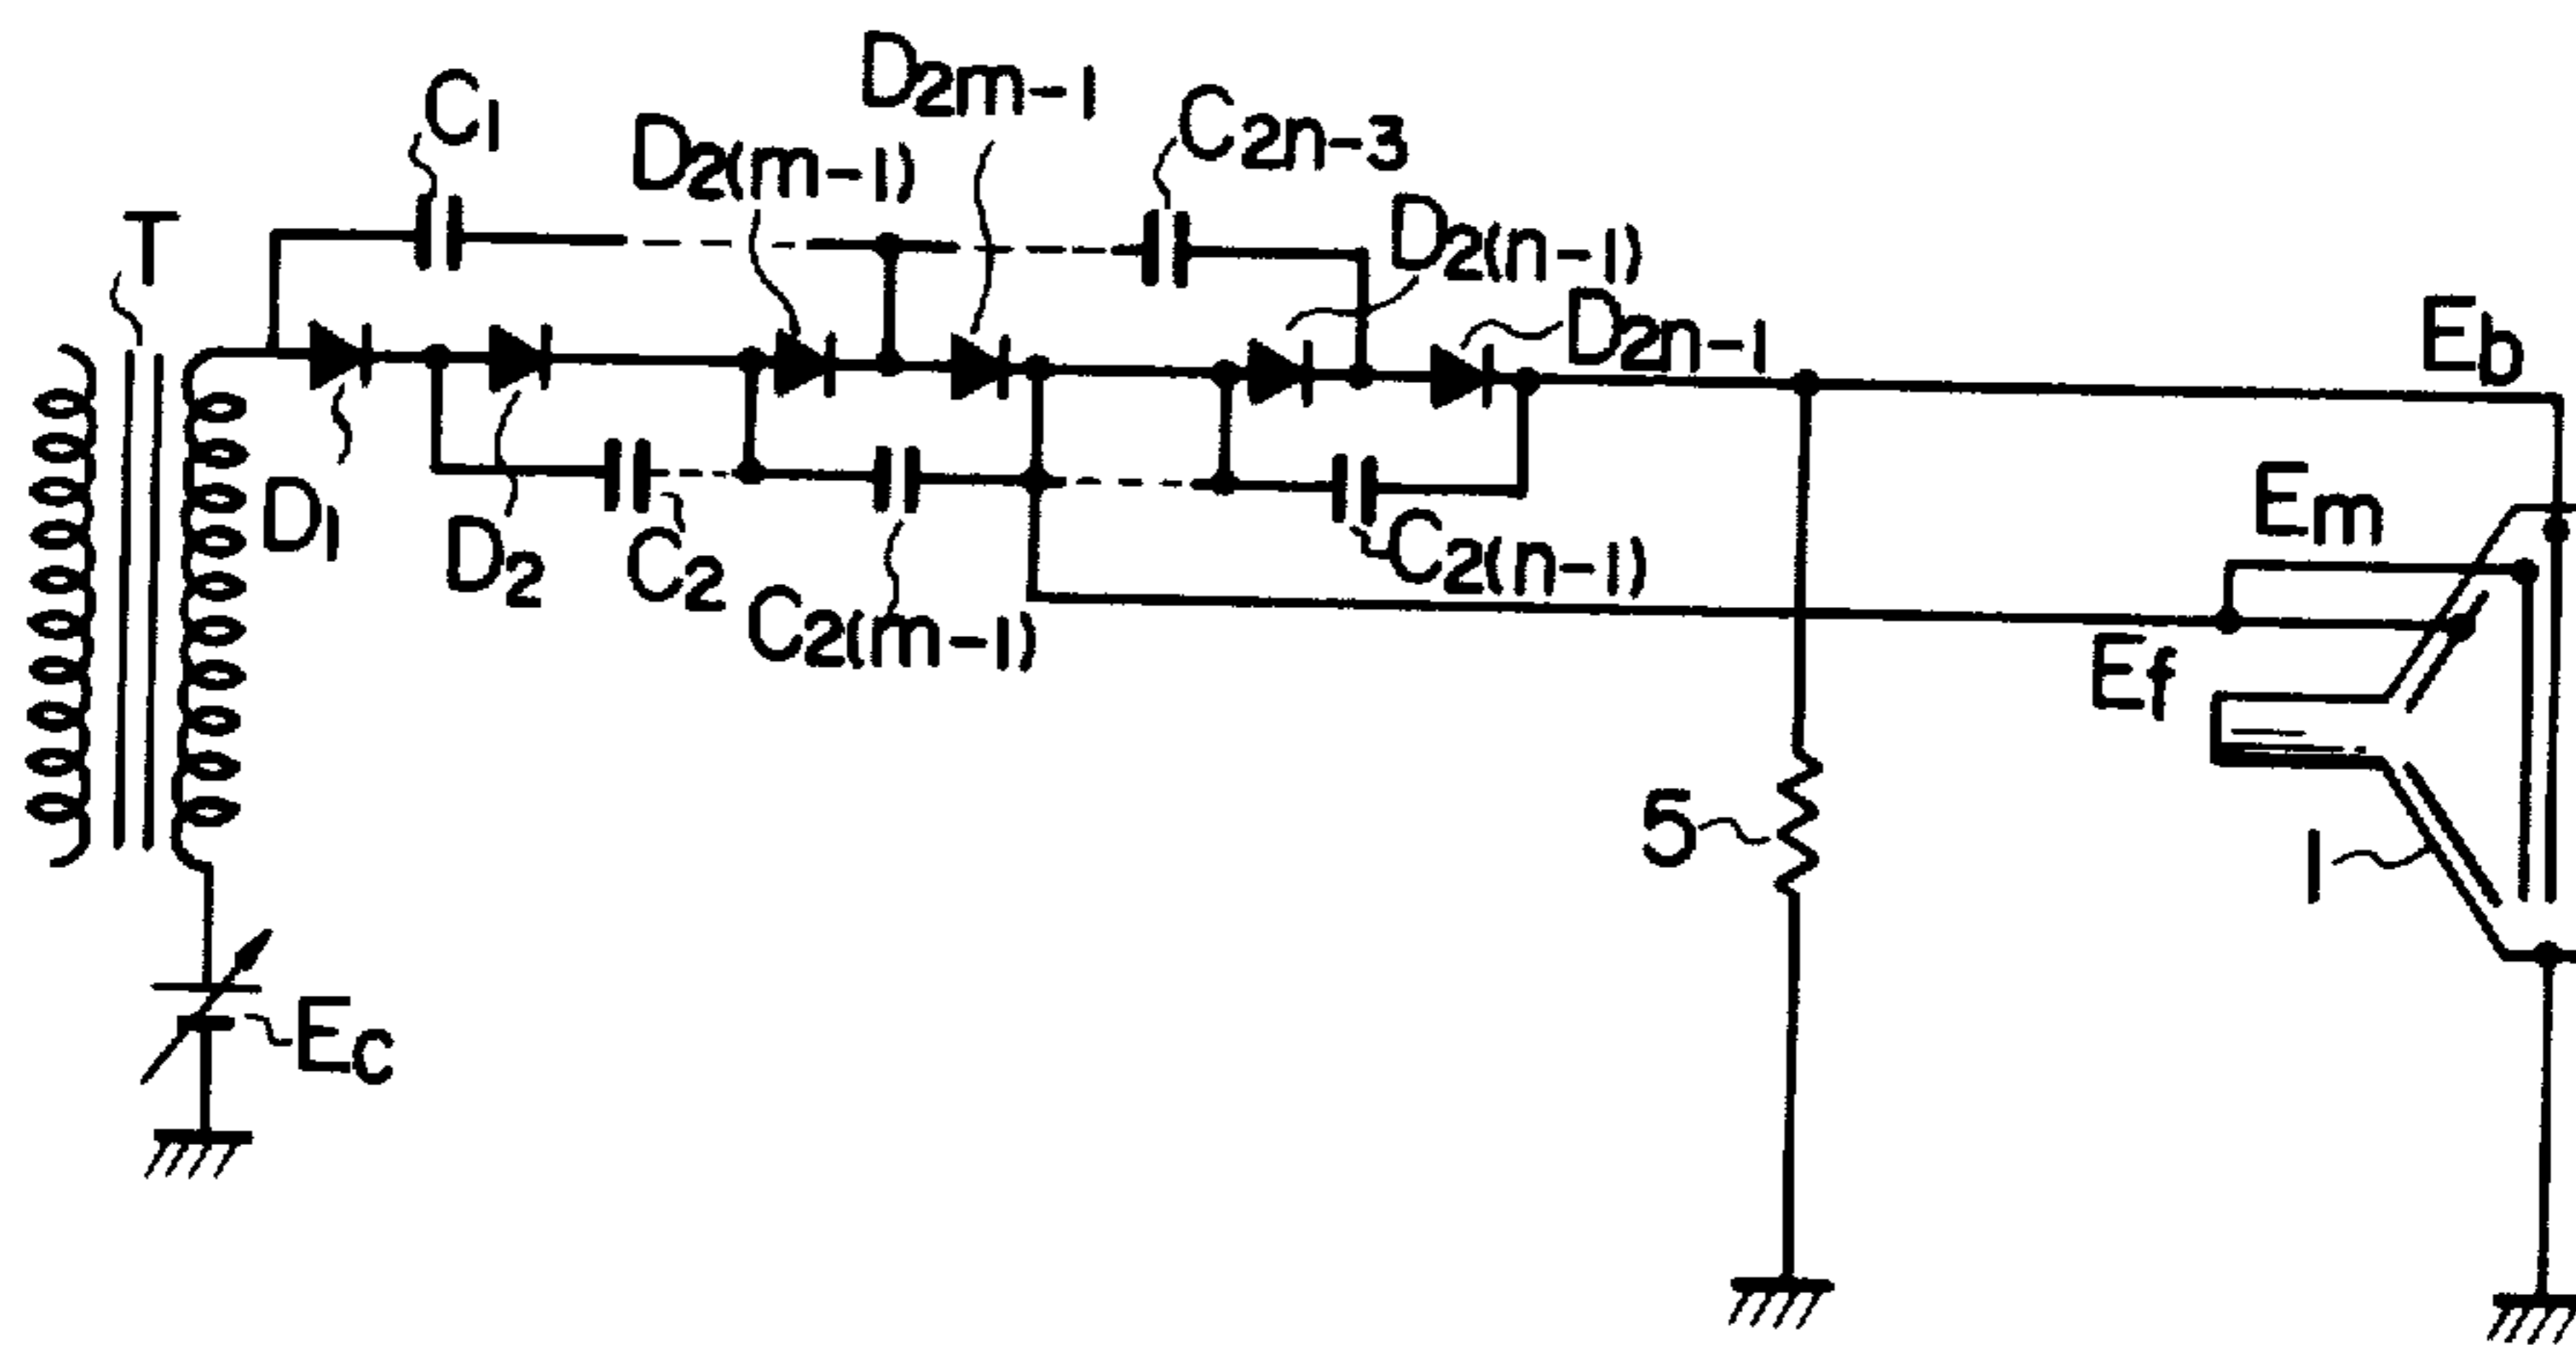 T
C1
D2(m-1)
D2m-1
C2n-3
D2(n-1)
D2n-1
Eb
D1
D2
C2
C2(m-1)
C2(n-1)
Em
Ef
5
1
Ec